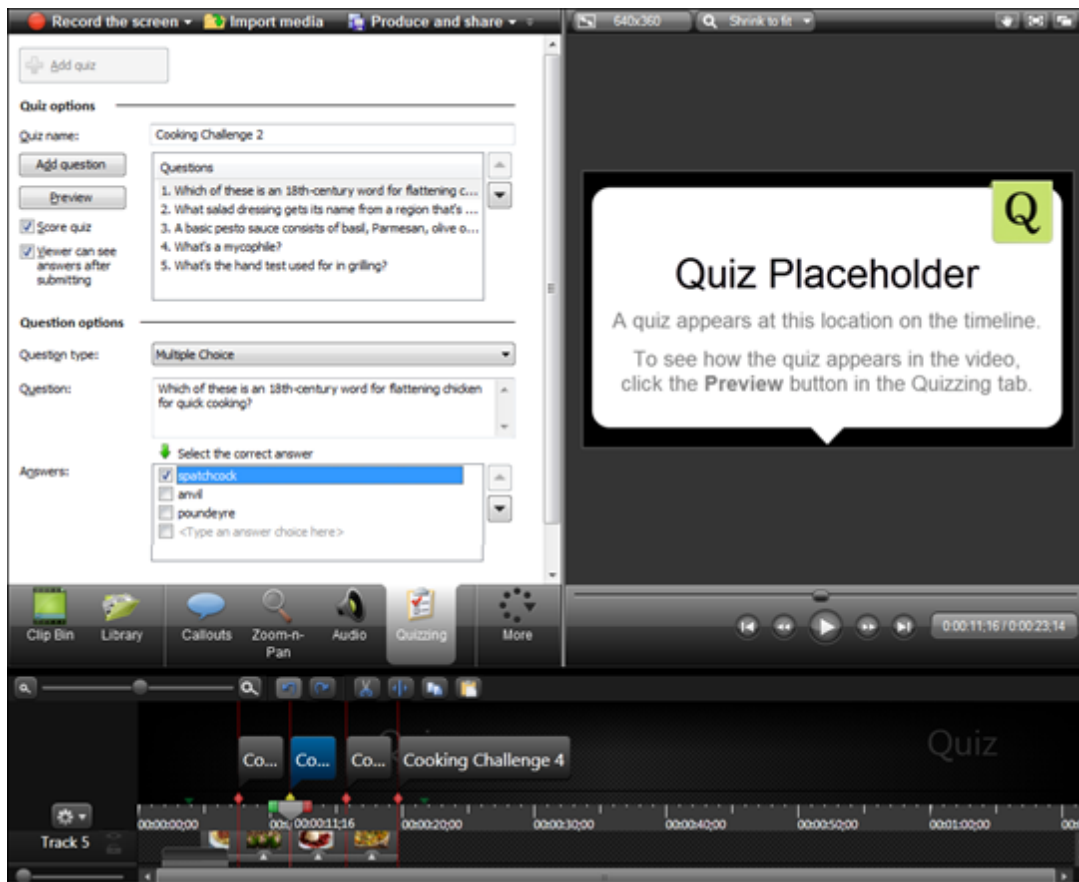 Record the screen
Import media
Produce and share
640x360
Shrink to fit
Add quiz
Quiz options
Quiz name:
Cooking Challenge 2
Add question
Preview
Score quiz
Viewer can see
answers after
submitting
Questions
1. Which of these is an 18th-century word for flattening c...
2. What salad dressing gets its name from a region that's ...
3. A basic pesto sauce consists of basil, Parmesan, olive o...
4. What's a mycophile?
5. What's the hand test used for in grilling?
Question options
Question type:
Multiple Choice
Question:
Which of these is an 18th-century word for flattening chicken
for quick cooking?
Select the correct answer
Answers:
spatchcock
anvil
poundeyre
<Type an answer choice here>
Q
Quiz Placeholder
A quiz appears at this location on the timeline.
To see how the quiz appears in the video,
click the Preview button in the Quizzing tab.
Clip Bin
Library
Callouts
Zoom-n-
Pan
Audio
Quizzing
More
0:00:11;16 / 0:00:23;14
Quiz
Co...
Co...
Co...
Cooking Challenge 4
00:00:00;00
00:00:11;16
00:00:20;00
00:00:30;00
00:00:40;00
00:00:50;00
00:01:00;00
Track 5